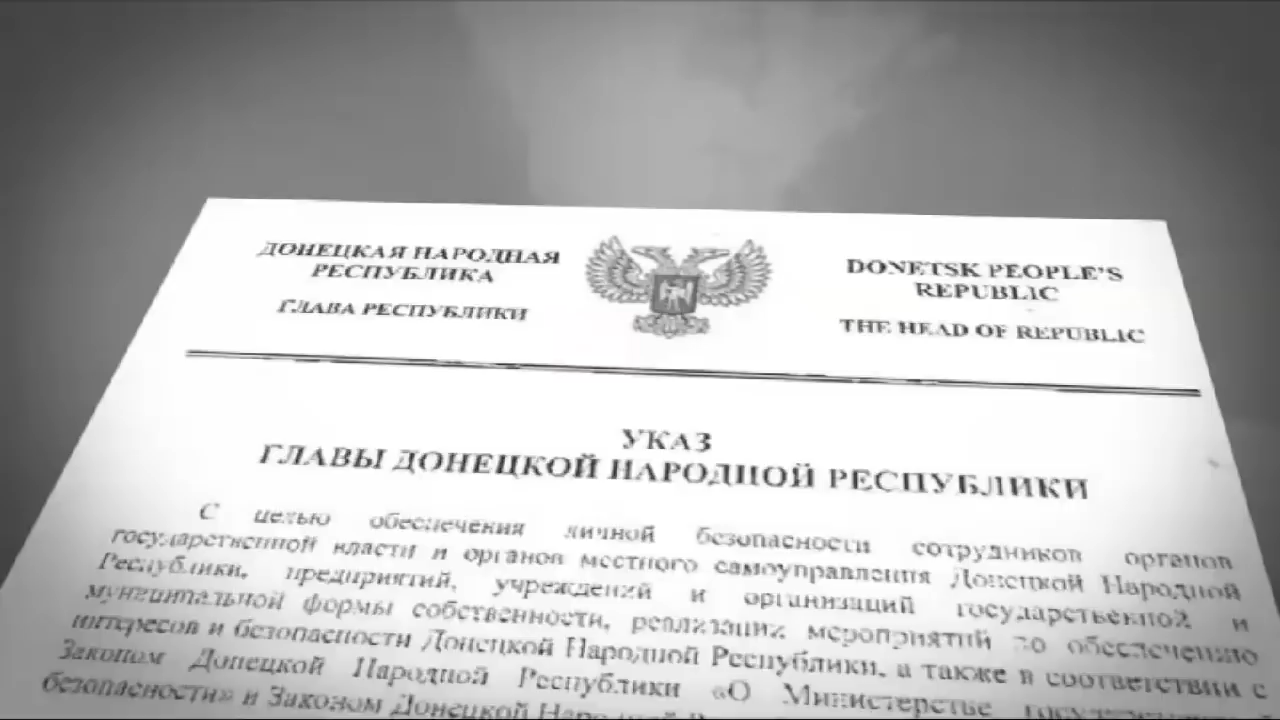 ДОНЕЦКАЯ НАРОДНАЯ
РЕСПУБЛИКА
ГЛАВА РЕСПУБЛИКИ
DONETSK PEOPLE'S
REPUBLIC
THE HEAD OF REPUBLIC
УКАЗ
ГЛАВЫ ДОНЕЦКОЙ НАРОДНОЙ РЕСПУБЛИКИ
С целью обеспечения личной безопасности сотрудников органов
государственной власти и органов местного самоуправления Донецкой Народной
Республики, предприятий, учреждений и организаций государственной и
муниципальной формы собственности, реализации мероприятий по обеспечению
интересов и безопасности Донецкой Народной Республики, а также в соответствии с
Законом Донецкой Народной Республики «О Министерстве
безопасности» и Законом Донецкой Народной